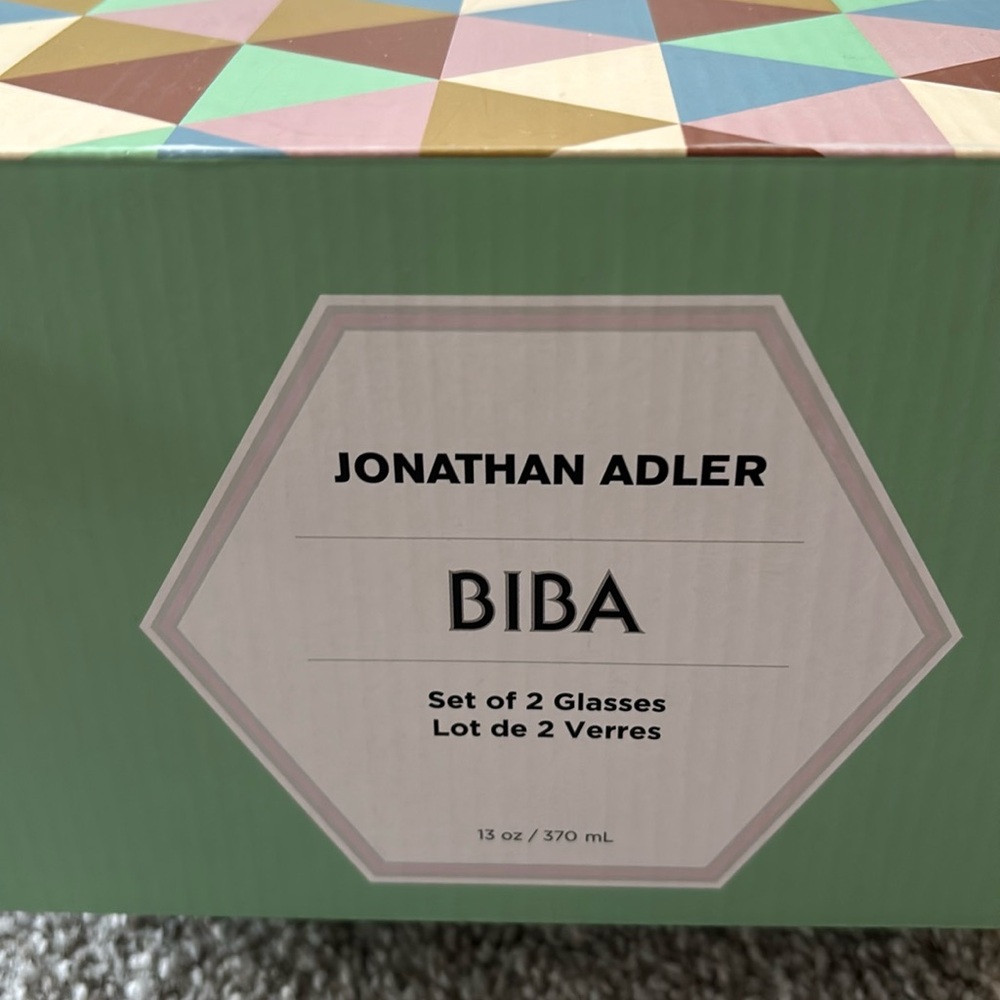 JONATHAN ADLER
BIBA
Set of 2 Glasses
Lot de 2 Verres
13 oz / 370 mL